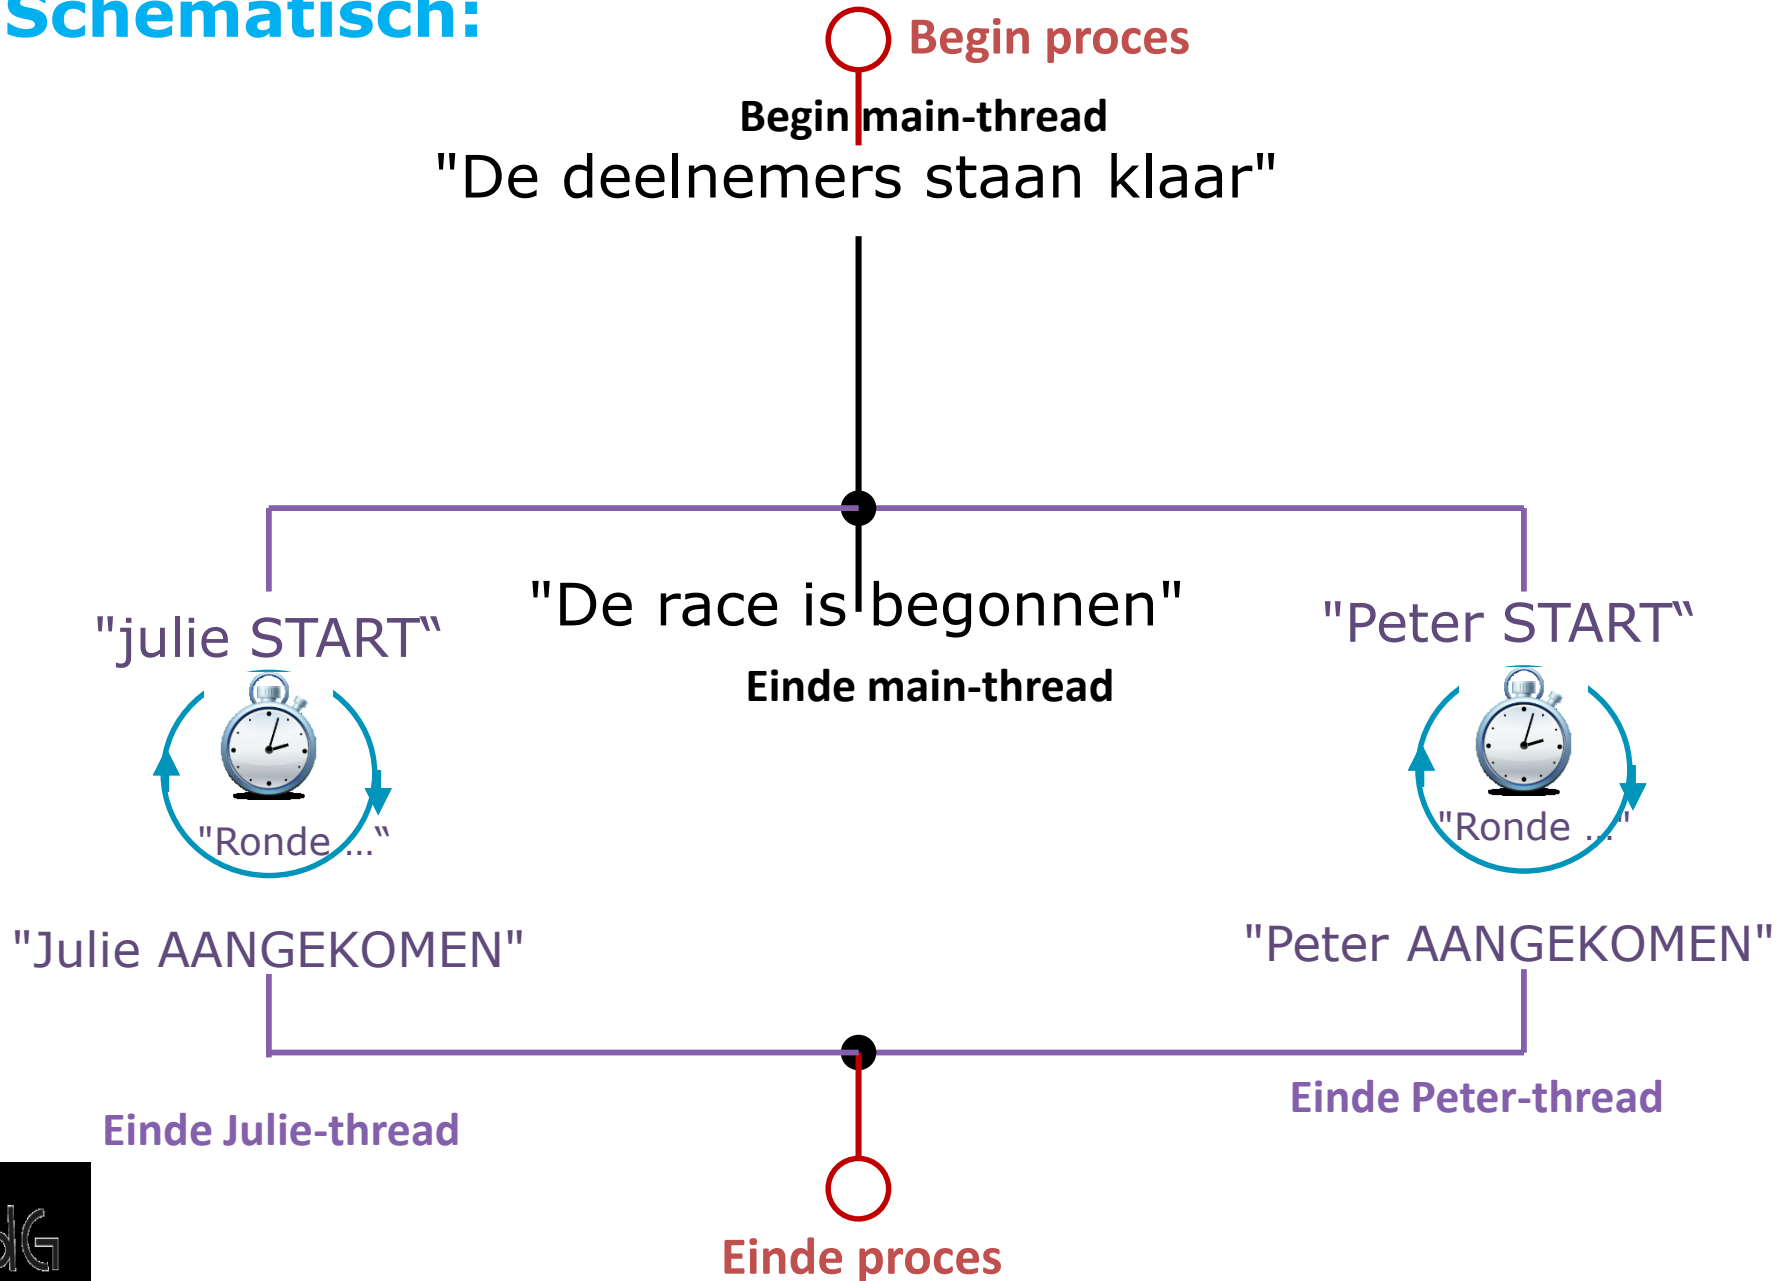 Schematisch:
Begin proces
Begin main-thread
"De deelnemers staan klaar"
"De race is begonnen"
"julie START“
"Peter START“
Einde main-thread
"Ronde ...“
"Ronde ..."
"Julie AANGEKOMEN"
"Peter AANGEKOMEN"
Einde Julie-thread
Einde Peter-thread
Einde proces